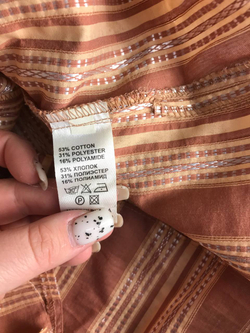 53% COTTON
31% POLYESTER
16% POLYAMIDE
53% ХЛОПОК
31% ПОЛИЭСТЕР
16% ПОЛИАМИД
P